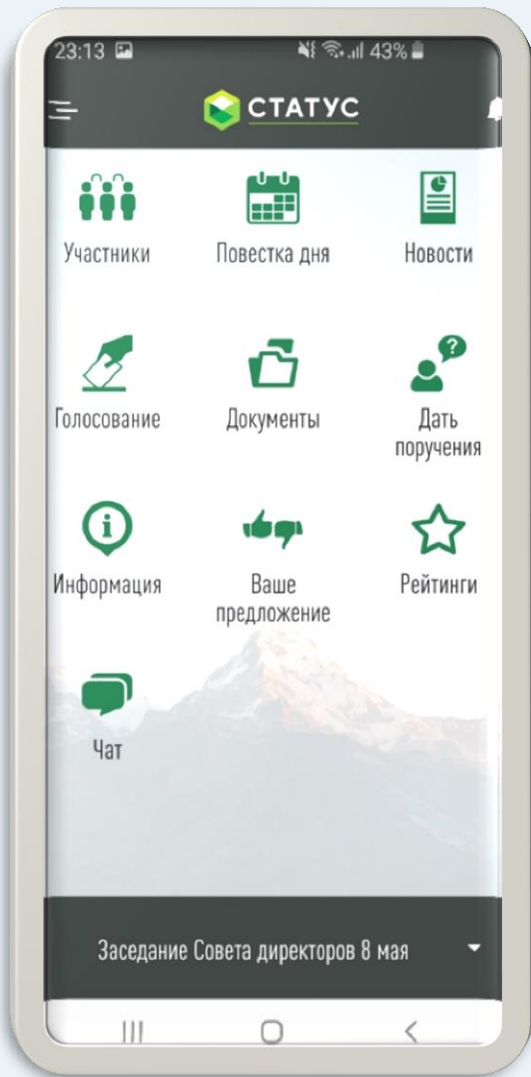 23:13 43%
СТАТУС
Участники Повестка дня Новости
Голосование Документы Дать
поручения
Информация Ваше Рейтинги
предложение
Чат
Заседание Совета директоров 8 мая